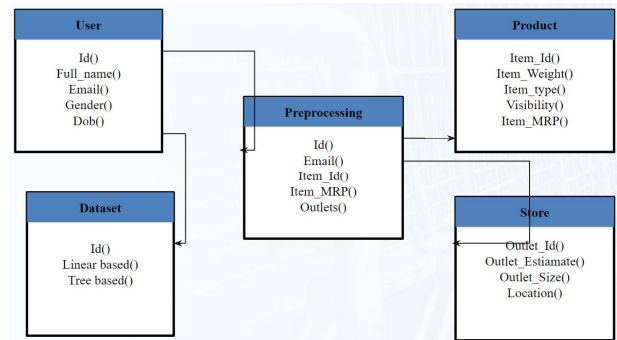 User
Id()
Full_name()
Email()
Gender()
Dob()
Dataset
Id()
Linear based()
Tree based()
Preprocessing
Id()
Email()
Item_Id()
Item_MRP()
Outlets()
Product
Item_Id()
Item_Weight()
Item_type()
Visibility()
Item_MRP()
Store
Outlet_Id()
Outlet_Estiamate()
Outlet_Size()
Location()